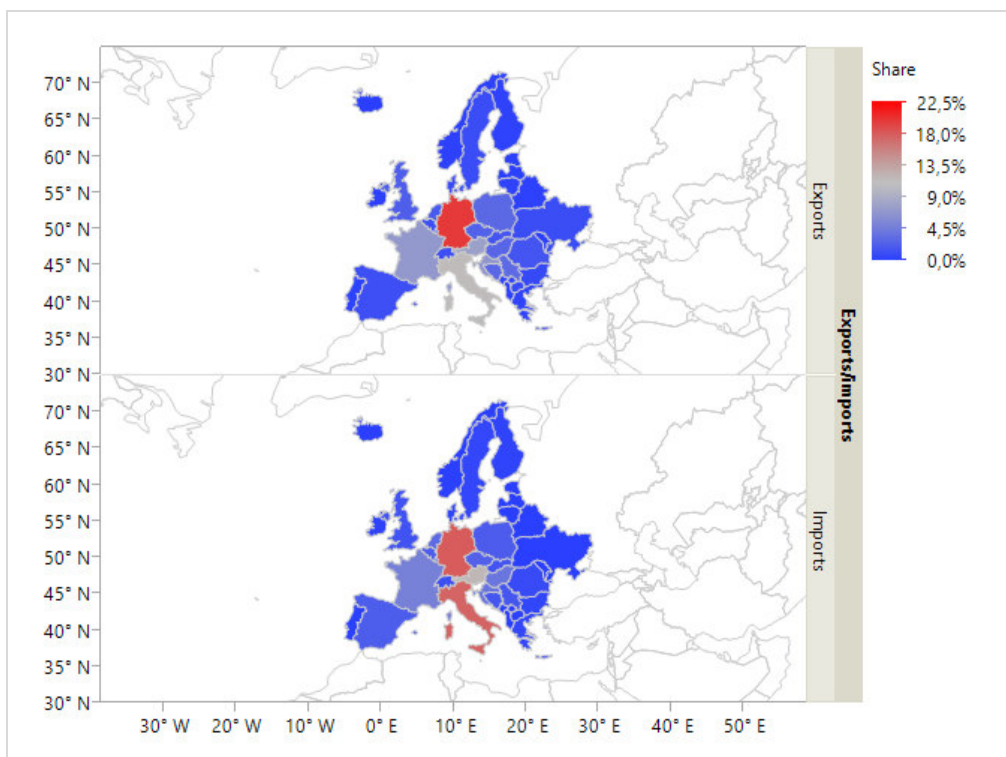 Share
22,5%
18,0%
13,5%
9,0%
4,5%
0,0%
70° N
65° N
60° N
55° N
50° N
45° N
40° N
35° N
30° N
Exports
70° N
65° N
60° N
55° N
50° N
45° N
40° N
35° N
30° N
Imports
Exports/imports
30° W
20° W
10° W
0° E
10° E
20° E
30° E
40° E
50° E